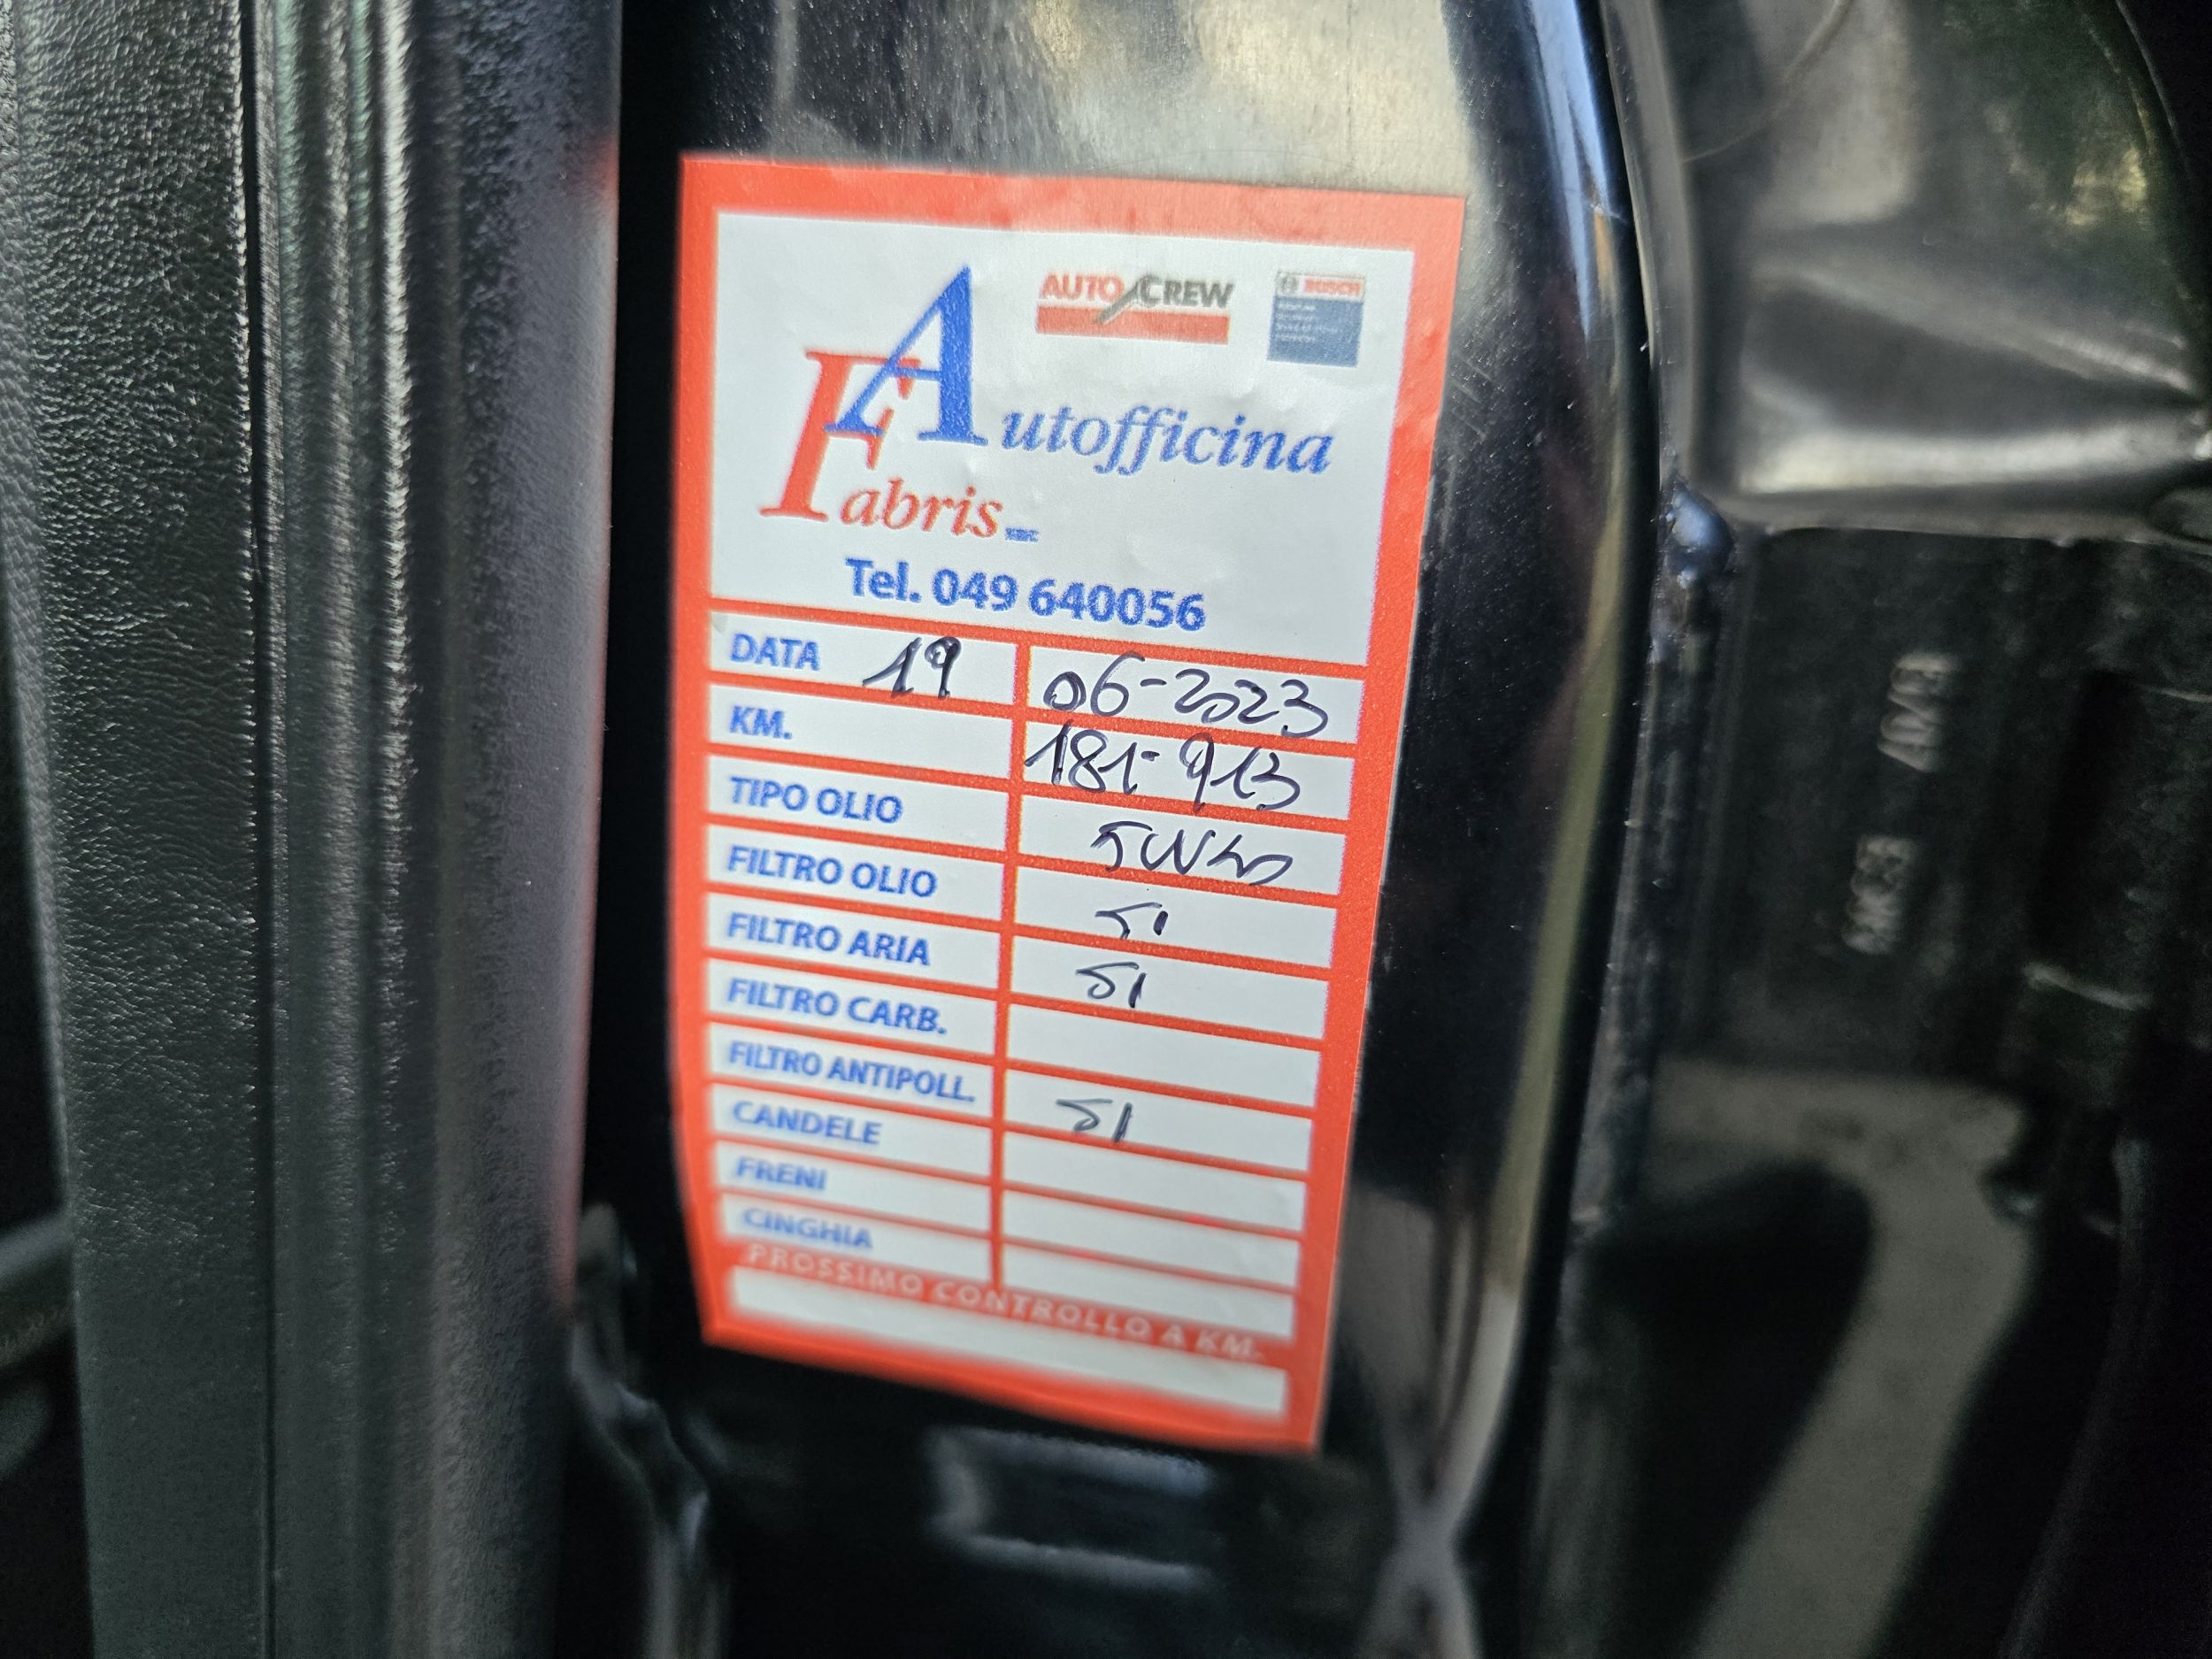 AUTO CREW
BOSCH
Autofficina
Fabris
Tel. 049 640056
DATA 19 06-2023
KM. 181-913
TIPO OLIO 5W40
FILTRO OLIO SI
FILTRO ARIA SI
FILTRO CARB.
FILTRO ANTIPOLL. SI
CANDELE
FRENI
CINGHIA
PROSSIMO CONTROLLO A KM.